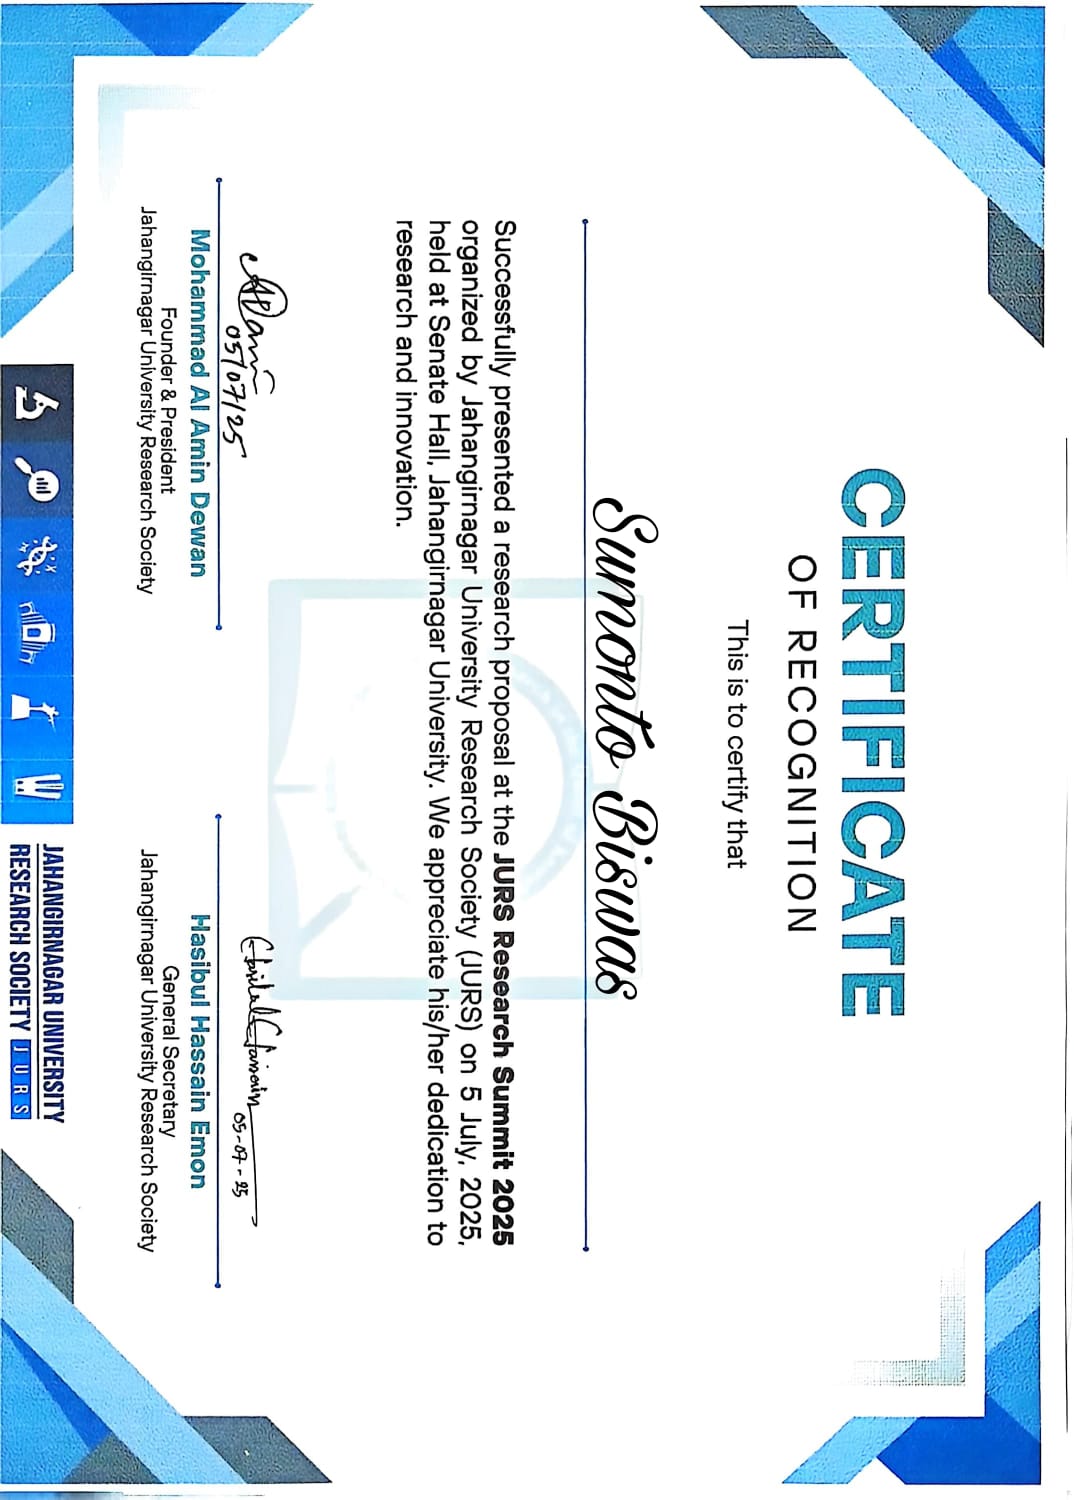 CERTIFICATE
OF RECOGNITION
This is to certify that
Sumonto Biswas
Successfully presented a research proposal at the JURS Research Summit 2025
organized by Jahangirnagar University Research Society (JURS) on 5 July, 2025,
held at Senate Hall, Jahangirnagar University. We appreciate his/her dedication to
research and innovation.
05/07/25
Mohammad Al Amin Dewan
Founder & President
Jahangirnagar University Research Society
Hasibul Hassain
05-07-25
Hasibul Hassain Emon
General Secretary
Jahangirnagar University Research Society
JAHANGIRNAGAR UNIVERSITY
RESEARCH SOCIETY JURS